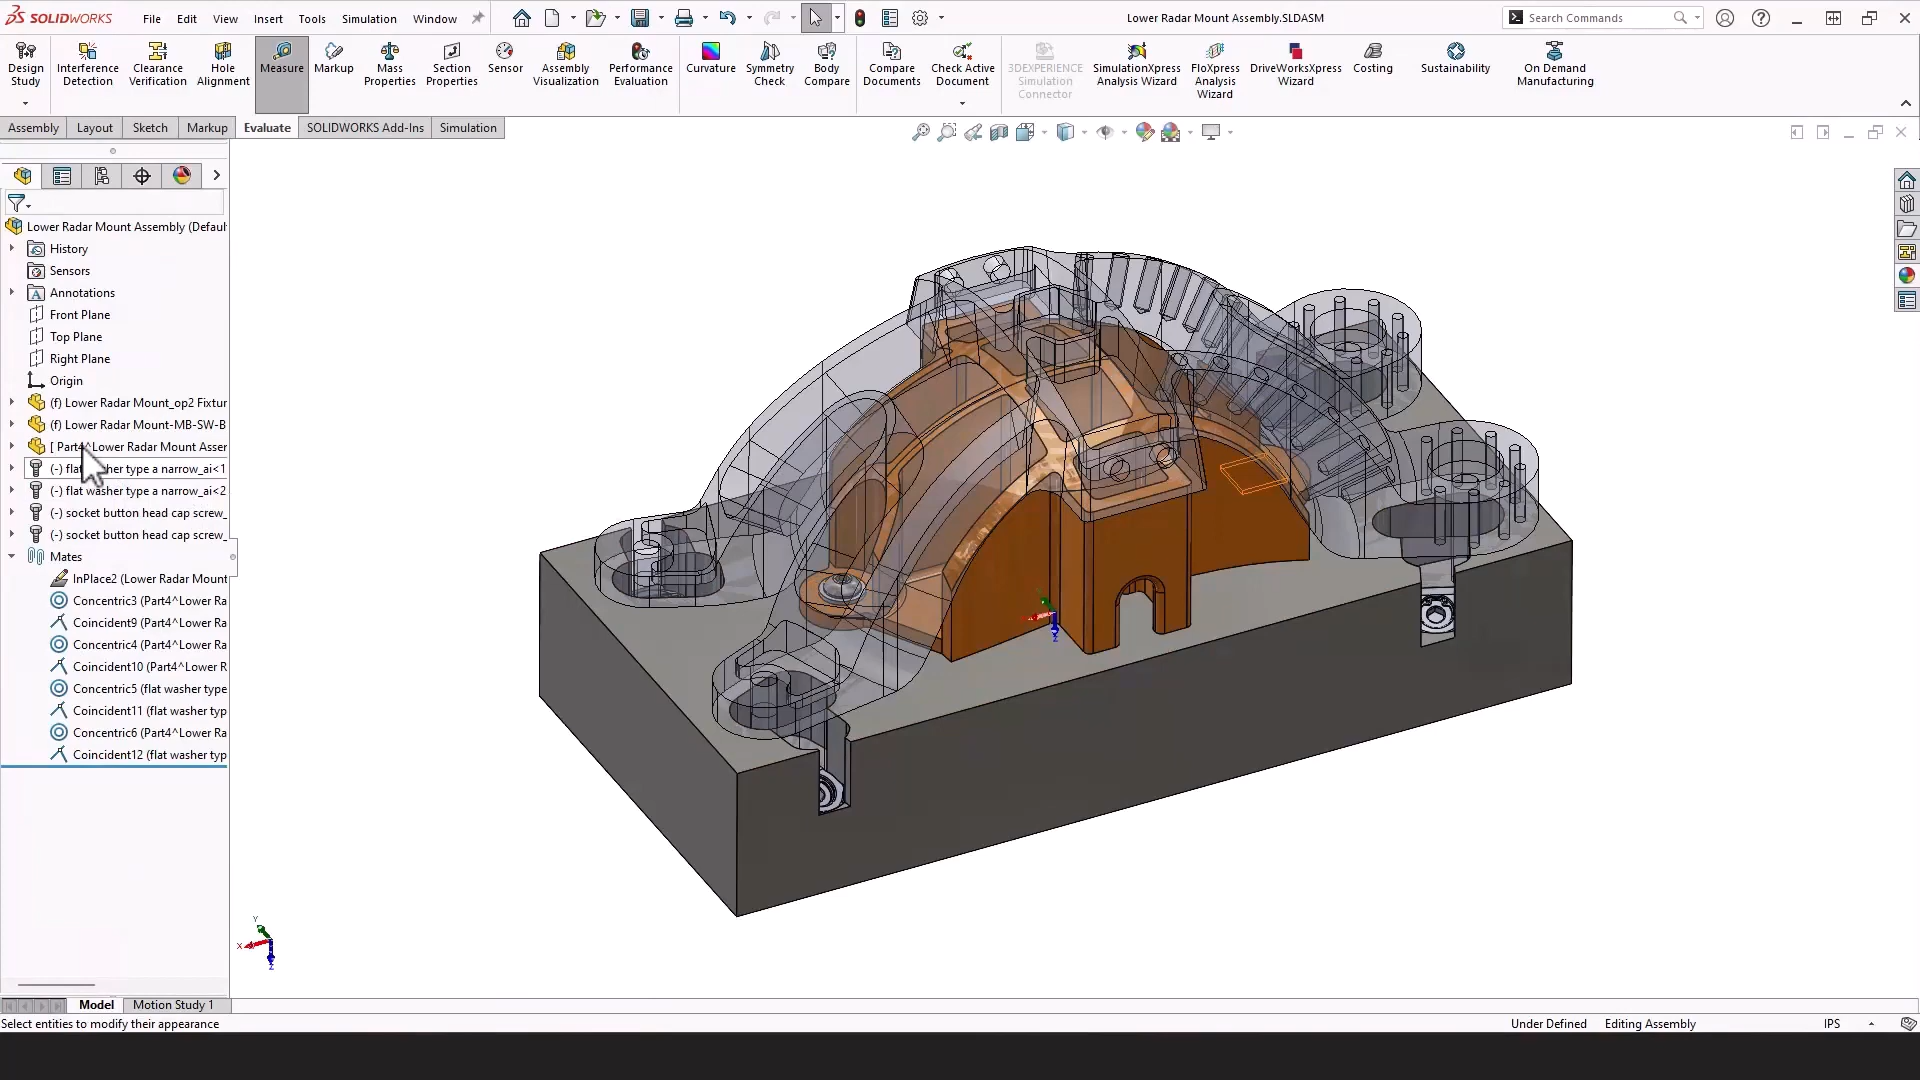 SOLIDWORKS
File Edit View Insert Tools Simulation Window
Lower Radar Mount Assembly.SLDASM
Search Commands
Design Study
Interference Detection
Clearance Verification
Hole Alignment
Measure
Markup
Mass Properties
Section Properties
Sensor
Assembly Visualization
Performance Evaluation
Curvature
Symmetry Check
Body Compare
Compare Documents
Check Active Document
3DEXPERIENCE Simulation Connector
SimulationXpress Analysis Wizard
FloXpress Analysis Wizard
DriveWorksXpress Wizard
Costing
Sustainability
On Demand Manufacturing
Assembly Layout Sketch Markup Evaluate SOLIDWORKS Add-Ins Simulation
Lower Radar Mount Assembly (Defaul
History
Sensors
Annotations
Front Plane
Top Plane
Right Plane
Origin
(f) Lower Radar Mount_op2 Fixtur
(f) Lower Radar Mount-MB-SW-B
[ Part4^Lower Radar Mount Asser
(-) flat washer type a narrow_ai<1
(-) flat washer type a narrow_ai<2
(-) socket button head cap screw_
(-) socket button head cap screw_
Mates
InPlace2 (Lower Radar Mount
Concentric3 (Part4^Lower Ra
Coincident9 (Part4^Lower Ra
Concentric4 (Part4^Lower Ra
Coincident10 (Part4^Lower R
Concentric5 (flat washer type
Coincident11 (flat washer typ
Concentric6 (Part4^Lower Ra
Coincident12 (flat washer typ
Y
X
Z
Z
Model Motion Study 1
Select entities to modify their appearance
Under Defined Editing Assembly IPS